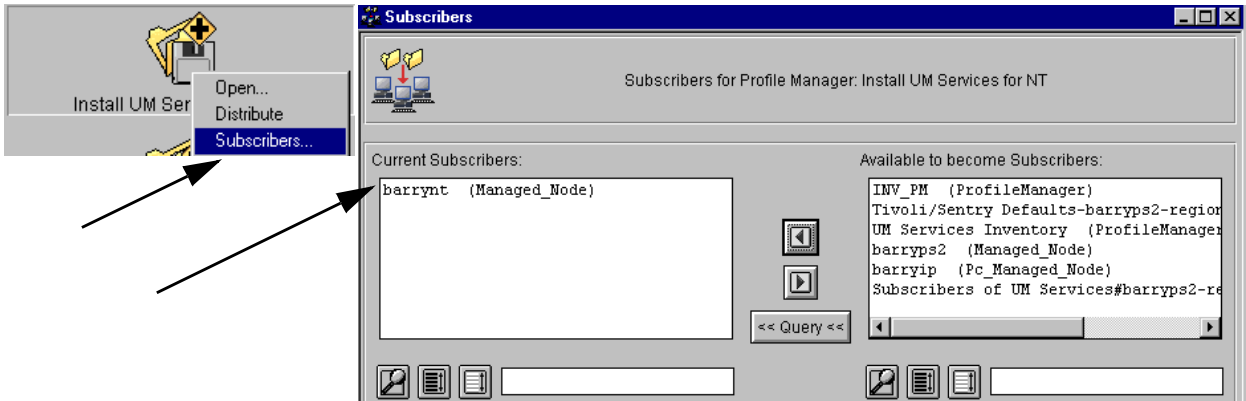 Install UM Ser
Open...
Distribute
Subscribers...
Subscribers
Subscribers for Profile Manager: Install UM Services for NT
Current Subscribers:
barrynt (Managed_Node)
<< Query <<
Available to become Subscribers:
INV_PM (ProfileManager)
Tivoli/Sentry Defaults-barryps2-region
UM Services Inventory (ProfileManager
barryps2 (Managed_Node)
barryip (Pc_Managed_Node)
Subscribers of UM Services#barryps2-re